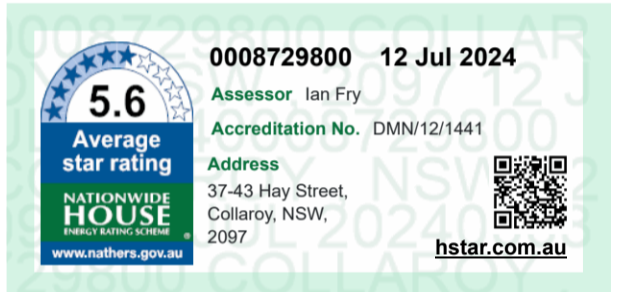 0008729800 12 Jul 2024
Assessor Ian Fry
Accreditation No. DMN/12/1441
Address
37-43 Hay Street,
Collaroy, NSW,
2097
hstar.com.au
5.6
Average
star rating
NATIONWIDE
HOUSE
ENERGY RATING SCHEME
www.nathers.gov.au